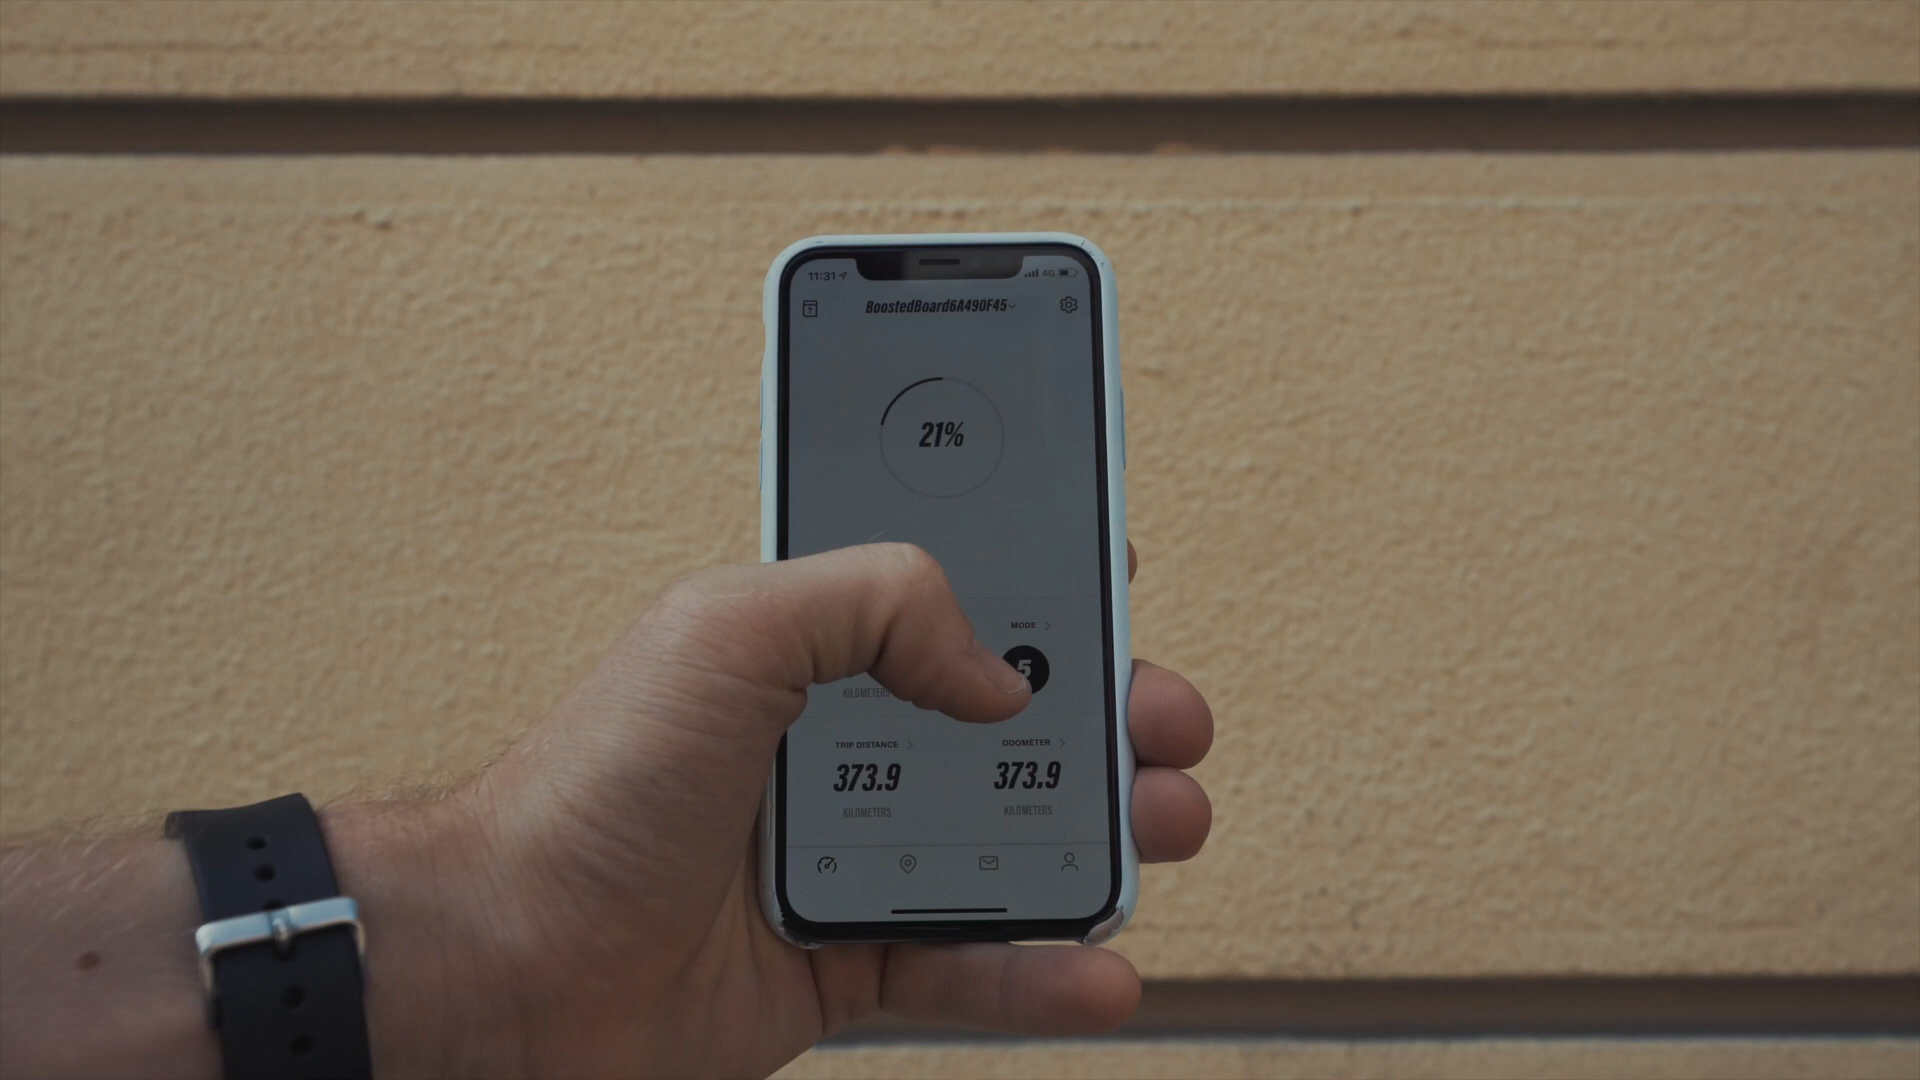 11:31 4G
BoostedBoard6A490F45
21%
MODE
5
KILOMETERS
TRIP DISTANCE ODOMETER
373.9 373.9
KILOMETERS KILOMETERS